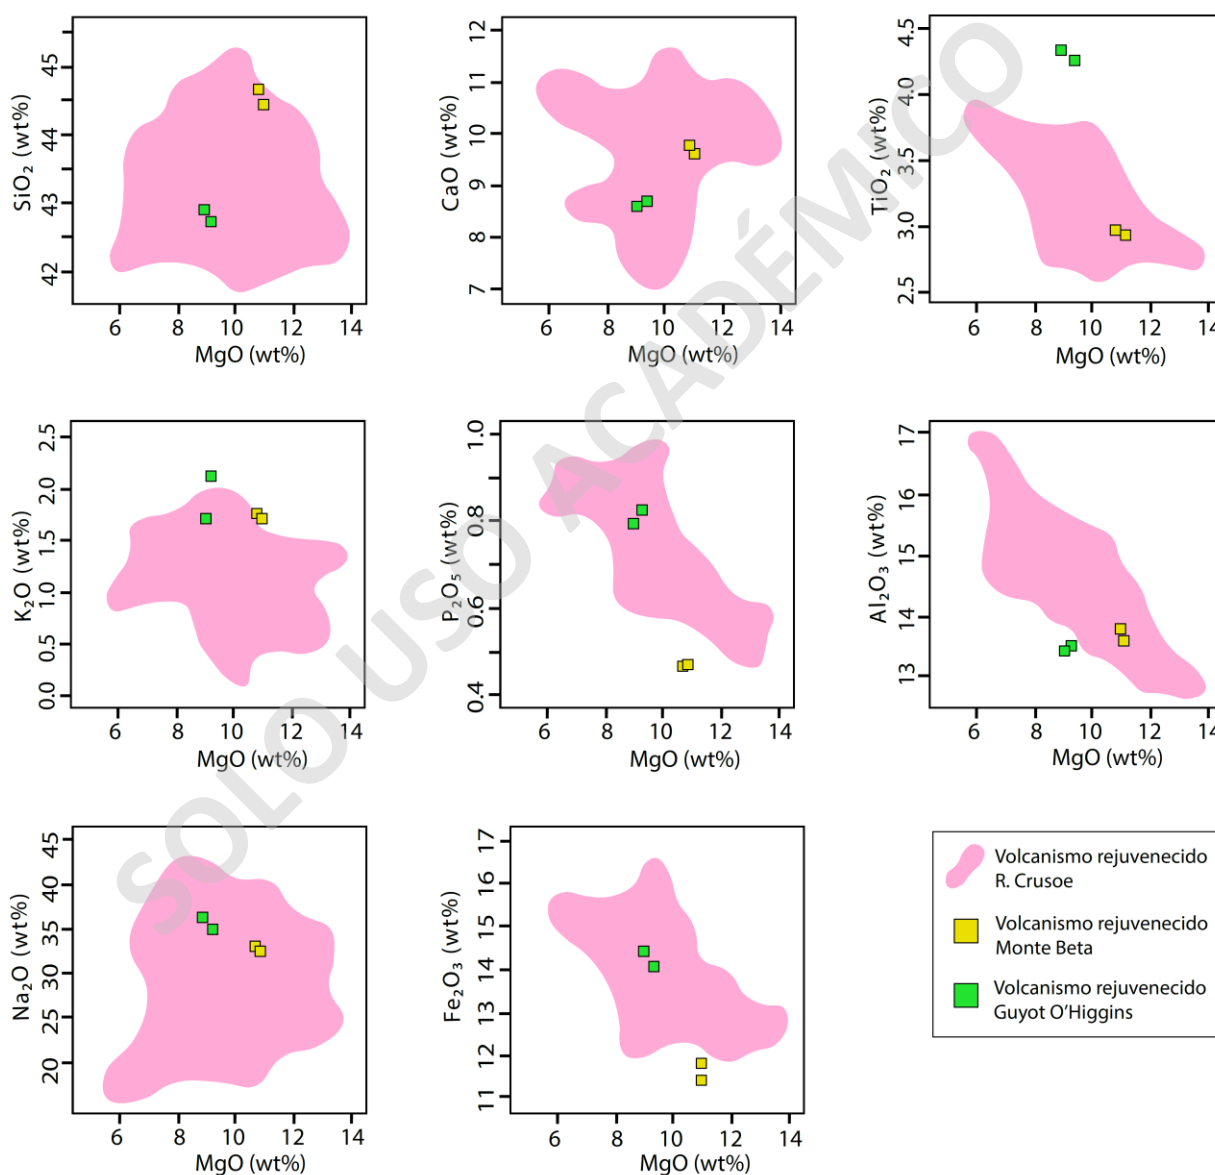 SiO₂ (wt%)
45
44
43
42
6 8 10 12 14
MgO (wt%)
CaO (wt%)
12
11
10
9
8
7
6 8 10 12 14
MgO (wt%)
TiO₂ (wt%)
4.5
4.0
3.5
3.0
2.5
6 8 10 12 14
MgO (wt%)
K₂O (wt%)
2.5
2.0
1.5
1.0
0.5
0.0
6 8 10 12 14
MgO (wt%)
P₂O₅ (wt%)
1.0
0.8
0.6
0.4
6 8 10 12 14
MgO (wt%)
Al₂O₃ (wt%)
17
16
15
14
13
6 8 10 12 14
MgO (wt%)
Na₂O (wt%)
45
40
35
30
25
20
6 8 10 12 14
MgO (wt%)
Fe₂O₃ (wt%)
17
16
15
14
13
12
11
6 8 10 12 14
MgO (wt%)
Volcanismo rejuvenecido
R. Crusoe
Volcanismo rejuvenecido
Monte Beta
Volcanismo rejuvenecido
Guyot O'Higgins
SOLO USO ACADÉMICO